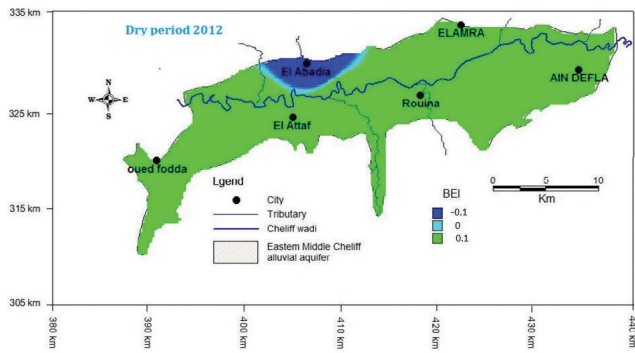 335 km
Dry period 2012
ELAMRA
El Abadia
AIN DEFLA
N
W E
S
Rouina
325 km
El Attaf
oued fodda
Lgend
City
Tributary
Cheliff wadi
Eastern Middle Cheliff
alluvial aquifer
BEI
-0.1
0
0.1
0 5 10
Km
315 km
305 km
380 km
390 km
400 km
410 km
420 km
430 km
440 km